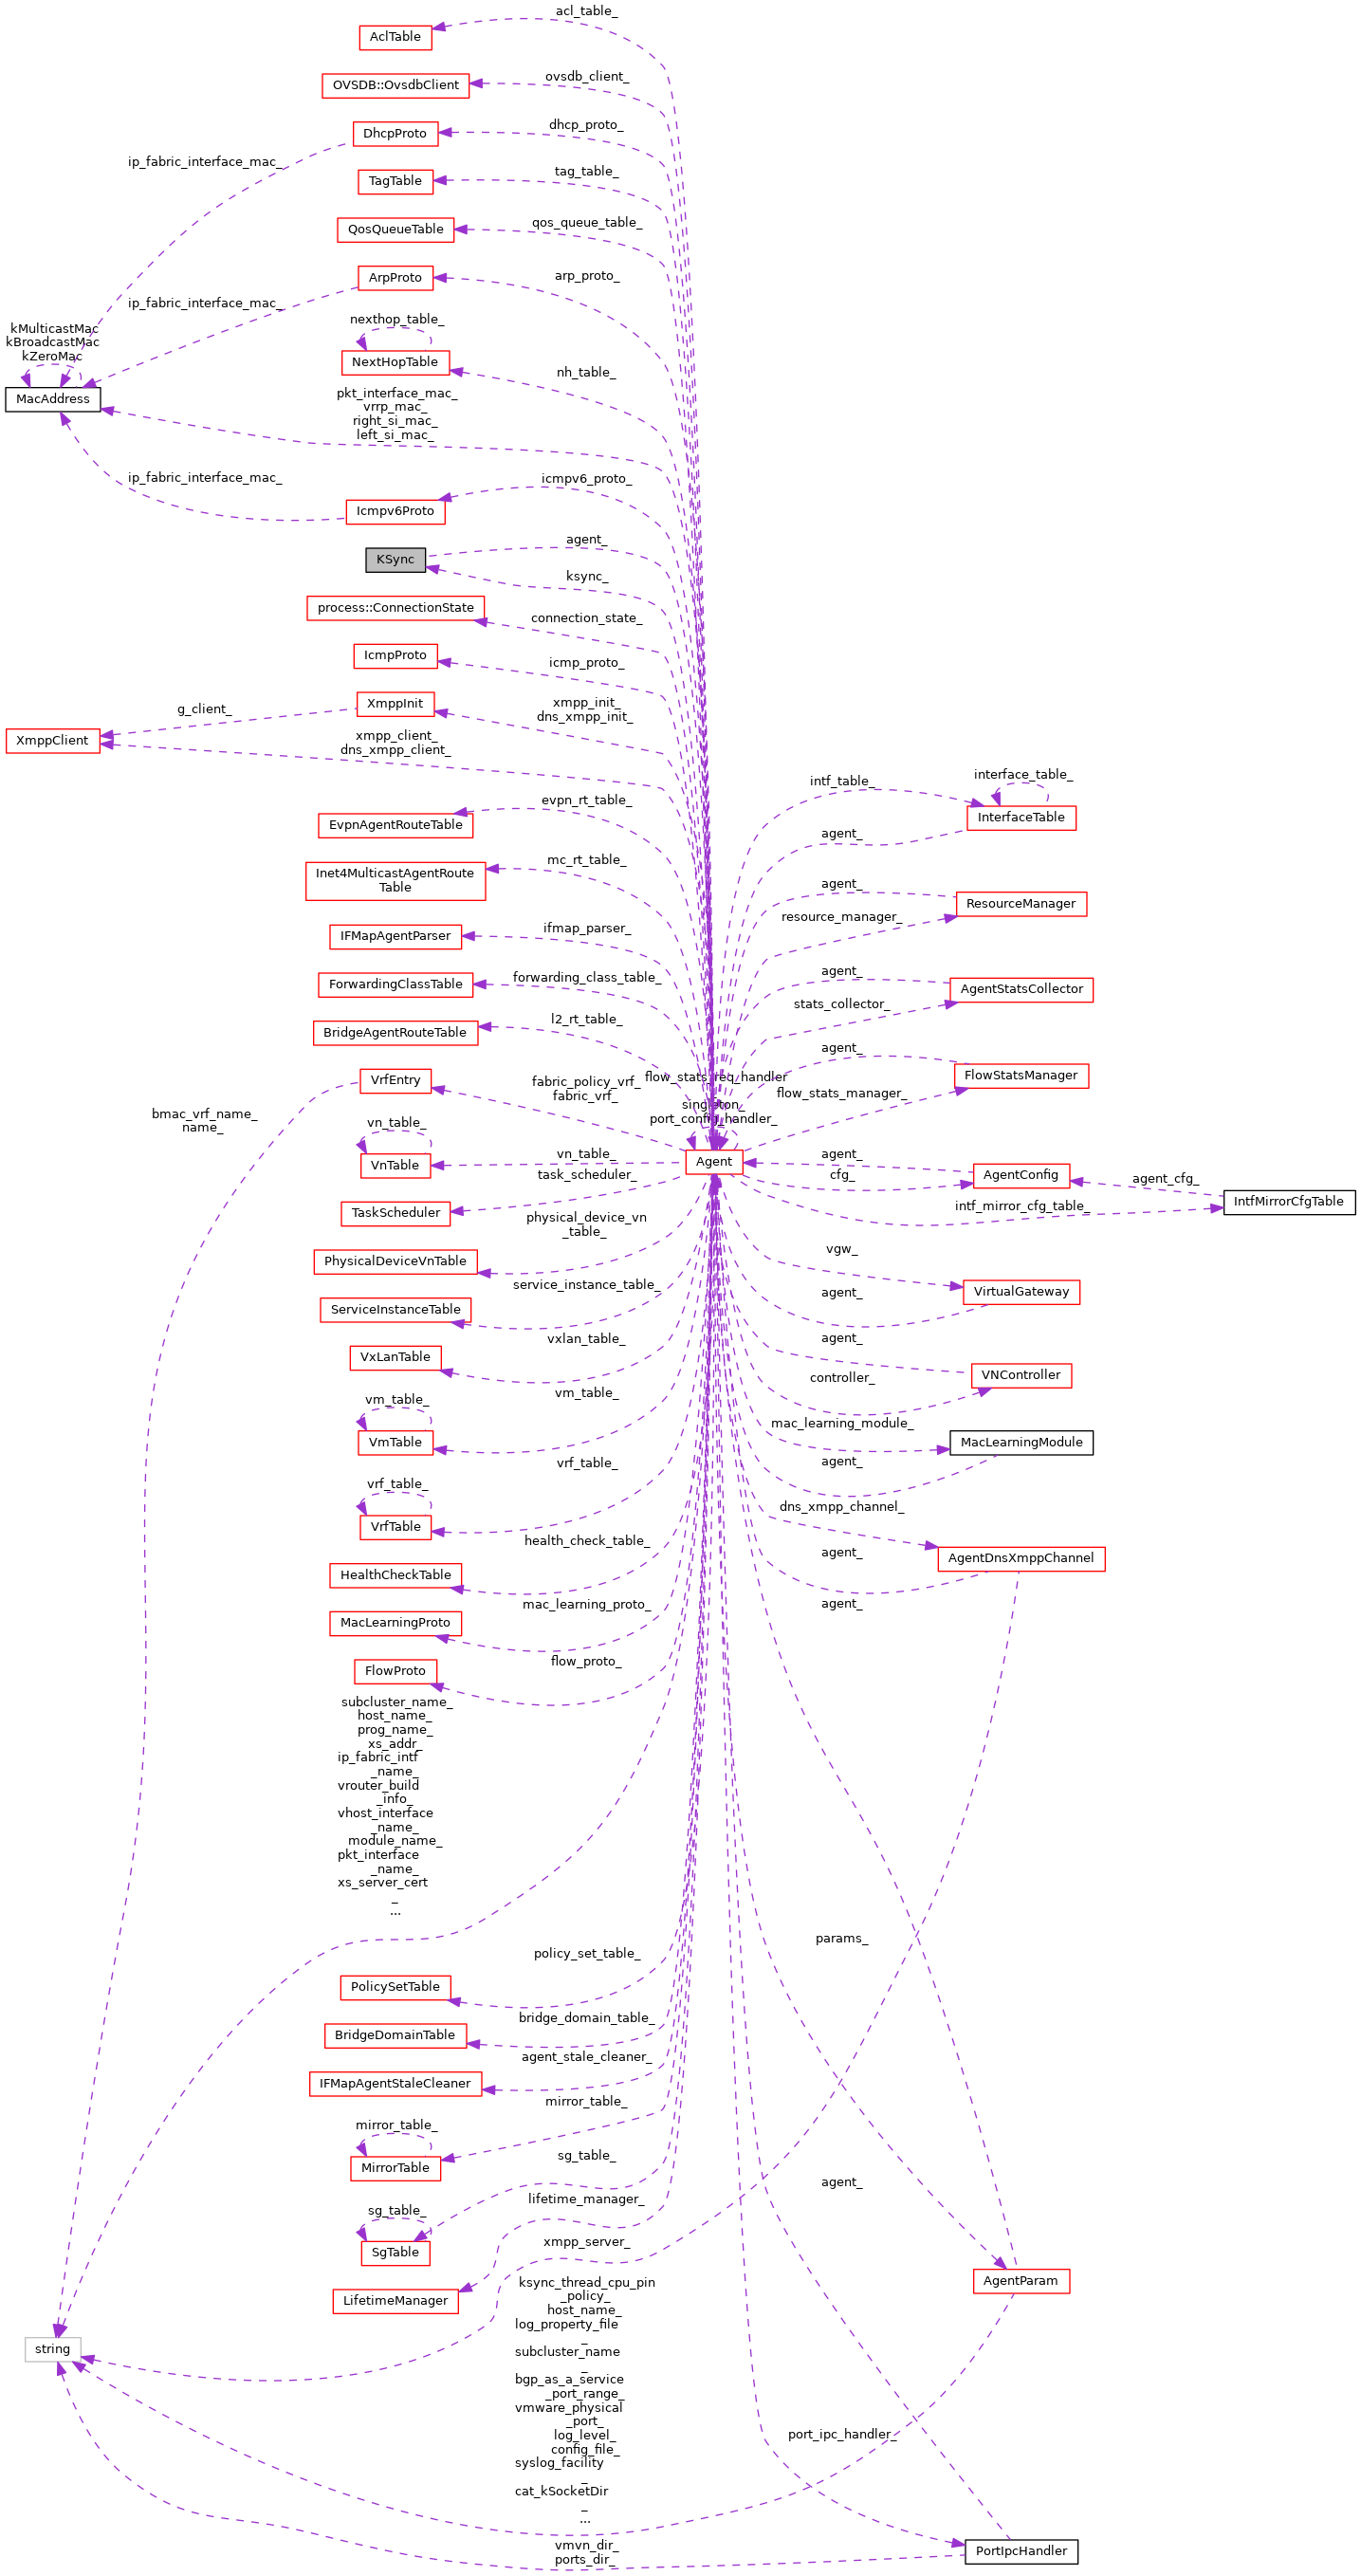 acl_table_
AclTable
ovsdb_client_
OVSDB::OvsdbClient
dhcp_proto_
DhcpProto
ip_fabric_interface_mac_
tag_table_
TagTable
qos_queue_table_
QosQueueTable
arp_proto_
ArpProto
ip_fabric_interface_mac_
nexthop_table_
kMulticastMac
kBroadcastMac
kZeroMac
NextHopTable
nh_table_
MacAddress
pkt_interface_mac_
vrrp_mac_
right_si_mac_
left_si_mac_
ip_fabric_interface_mac_
icmpv6_proto_
Icmpv6Proto
agent_
KSync
ksync_
process::ConnectionState
connection_state_
IcmpProto
icmp_proto_
XmppInit
xmpp_init_
dns_xmpp_init_
g_client_
XmppClient
xmpp_client_
dns_xmpp_client_
interface_table_
intf_table_
InterfaceTable
agent_
evpn_rt_table_
EvpnAgentRouteTable
mc_rt_table_
Inet4MulticastAgentRoute
Table
agent_
ResourceManager
resource_manager_
ifmap_parser_
IFMapAgentParser
forwarding_class_table_
ForwardingClassTable
agent_
AgentStatsCollector
stats_collector_
l2_rt_table_
BridgeAgentRouteTable
agent_
FlowStatsManager
flow_stats_manager_
VrfEntry
fabric_policy_vrf_
fabric_vrf_
flow_stats_req_handler
singleton_
port_config_handler_
bmac_vrf_name_
name_
vn_table_
VnTable
vn_table_
Agent
agent_
AgentConfig
cfg_
agent_cfg_
IntfMirrorCfgTable
intf_mirror_cfg_table_
task_scheduler_
TaskScheduler
physical_device_vn
_table_
PhysicalDeviceVnTable
vgw_
VirtualGateway
agent_
service_instance_table_
ServiceInstanceTable
vxlan_table_
VxLanTable
agent_
VNController
controller_
vm_table_
vm_table_
VmTable
mac_learning_module_
MacLearningModule
agent_
vrf_table_
vrf_table_
VrfTable
dns_xmpp_channel_
AgentDnsXmppChannel
agent_
health_check_table_
HealthCheckTable
agent_
mac_learning_proto_
MacLearningProto
flow_proto_
FlowProto
subcluster_name_
host_name_
prog_name_
xs_addr_
ip_fabric_intf
_name_
vrouter_build
_info_
vhost_interface
_name_
module_name_
pkt_interface
_name_
xs_server_cert
_
...
params_
policy_set_table_
PolicySetTable
bridge_domain_table_
BridgeDomainTable
agent_stale_cleaner_
IFMapAgentStaleCleaner
mirror_table_
mirror_table_
MirrorTable
sg_table_
agent_
sg_table_
SgTable
lifetime_manager_
LifetimeManager
xmpp_server_
AgentParam
string
ksync_thread_cpu_pin
_policy_
host_name_
log_property_file
_
subcluster_name
_
bgp_as_a_service
_port_range_
vmware_physical
_port_
log_level_
config_file_
syslog_facility
_
cat_kSocketDir
_
...
port_ipc_handler_
PortIpcHandler
vmvn_dir_
ports_dir_